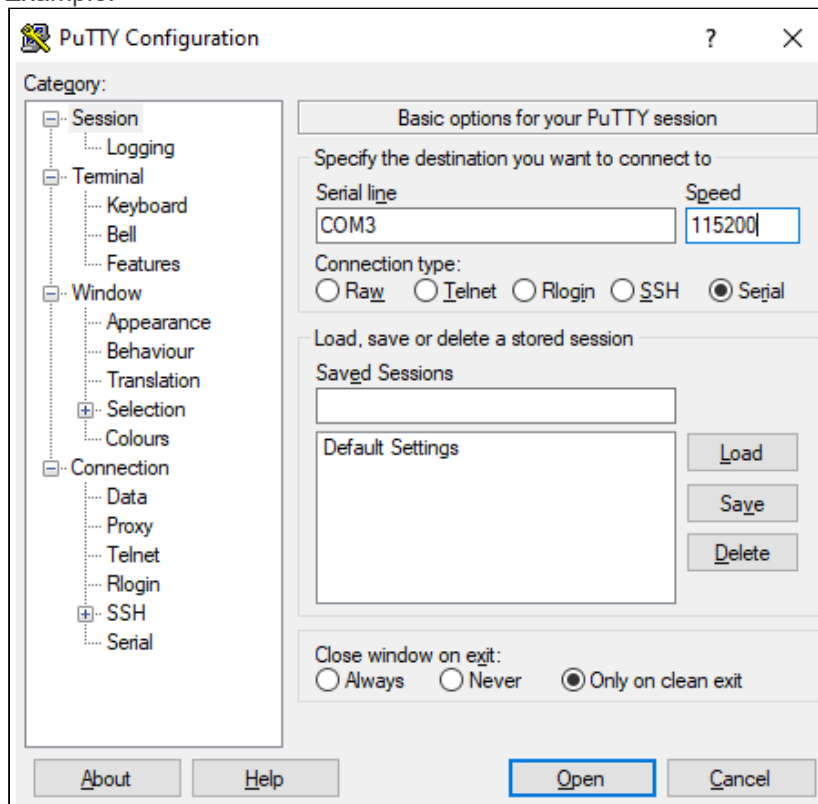 Example:
PuTTY Configuration ? X
Category:
Session
Logging
Terminal
Keyboard
Bell
Features
Window
Appearance
Behaviour
Translation
Selection
Colours
Connection
Data
Proxy
Telnet
Rlogin
SSH
Serial
Basic options for your PuTTY session
Specify the destination you want to connect to
Serial line Speed
COM3 115200
Connection type:
Raw Telnet Rlogin SSH Serial
Load, save or delete a stored session
Saved Sessions
Default Settings
Load
Save
Delete
Close window on exit:
Always Never Only on clean exit
About Help Open Cancel